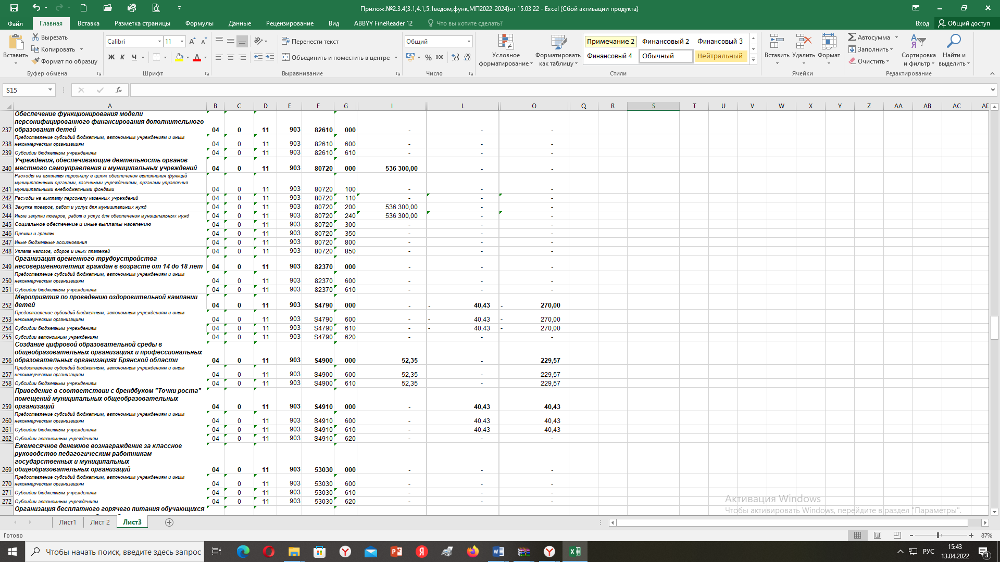 Прилож.№2.3.4(3.1,4.1,5.1ведом,функ,МП2022-2024)от 15.03 22 - Excel (Сбой активации продукта)
Файл Главная Вставка Разметка страницы Формулы Данные Рецензирование Вид ABBYY FineReader 12 Что вы хотите сделать? Вход Общий доступ
Вставить Вырезать Копировать Формат по образцу Буфер обмена
Calibri 11 Ж К Ч Шрифт
Перенести текст Объединить и поместить в центре Выравнивание
Общий % 000 Число
Условное форматирование Форматировать как таблицу
Примечание 2 Финансовый 2 Финансовый 3
Финансовый 4 Обычный Нейтральный
Стили
Вставить Удалить Формат Ячейки
Автосумма Заполнить Очистить Сортировка и фильтр Найти и выделить Редактирование
S15 fx
A B C D E F G I L O Q R S T U V W X Y Z AA AB AC AD
Обеспечение функционирования модели
персонифицированного финансирования дополнительного
237 образования детей 04 0 11 903 82610 000 - - -
Предоставление субсидий бюджетным, автономным учреждениям и иным
238 некоммерческим организациям 04 0 11 903 82610 600 - - -
239 Субсидии бюджетным учреждениям 04 0 11 903 82610 610 - - -
Учреждения, обеспечивающие деятельность органов
240 местного самоуправления и муниципальных учреждений 04 0 11 903 80720 000 536 300,00 - -
Расходы на выплаты персоналу в целях обеспечения выполнения функций
муниципальными органами, казенными учреждениями, органами управления
241 муниципальными внебюджетными фондами 04 0 11 903 80720 100 - - -
242 Расходы на выплату персоналу казенных учреждений 04 0 11 903 80720 110 - - -
243 Закупка товаров, работ и услуг для муниципальных нужд 04 0 11 903 80720 200 536 300,00 - -
244 Иные закупки товаров, работ и услуг для обеспечения муниципальных нужд 04 0 11 903 80720 240 536 300,00 - -
245 Социальное обеспечение и иные выплаты населению 04 0 11 903 80720 300 - - -
246 Премии и гранты 04 0 11 903 80720 350 - - -
247 Иные бюджетные ассигнования 04 0 11 903 80720 800 - - -
248 Уплата налогов, сборов и иных платежей 04 0 11 903 80720 850 - - -
Организация временного трудоустройства
249 несовершеннолетних граждан в возрасте от 14 до 18 лет 04 0 11 903 82370 000 - - -
Предоставление субсидий бюджетным, автономным учреждениям и иным
250 некоммерческим организациям 04 0 11 903 82370 600 - - -
251 Субсидии бюджетным учреждениям 04 0 11 903 82370 610 - - -
Мероприятия по проведению оздоровительной кампании
252 детей 04 0 11 903 S4790 000 - - 40,43 - 270,00
Предоставление субсидий бюджетным, автономным учреждениям и иным
253 некоммерческим организациям 04 0 11 903 S4790 600 - - 40,43 - 270,00
254 Субсидии бюджетным учреждениям 04 0 11 903 S4790 610 - - 40,43 - 270,00
255 Субсидии автономным учреждениям 04 0 11 903 S4790 620 - - -
Создание цифровой образовательной среды в
общеобразовательных организациях и профессиональных
256 образовательных организациях Брянской области 04 0 11 903 S4900 000 52,35 - 229,57
Предоставление субсидий бюджетным, автономным учреждениям и иным
257 некоммерческим организациям 04 0 11 903 S4900 600 52,35 - 229,57
258 Субсидии бюджетным учреждениям 04 0 11 903 S4900 610 52,35 - 229,57
Приведение в соответствии с брендбуком "Точки роста"
помещений муниципальных общеобразовательных
259 организаций 04 0 11 903 S4910 000 - 40,43 40,43
Предоставление субсидий бюджетным, автономным учреждениям и иным
260 некоммерческим организациям 04 0 11 903 S4910 600 - 40,43 40,43
261 Субсидии бюджетным учреждениям 04 0 11 903 S4910 610 - 40,43 40,43
262 Субсидии автономным учреждениям 04 0 11 903 S4910 620 - - -
Ежемесячное денежное вознаграждение за классное
руководство педагогическим работникам
государственных и муниципальных
269 общеобразовательных организаций 04 0 11 903 53030 000 - - -
Предоставление субсидий бюджетным, автономным учреждениям и иным
270 некоммерческим организациям 04 0 11 903 53030 600 - - -
271 Субсидии бюджетным учреждениям 04 0 11 903 53030 610 - - -
272 Субсидии автономным учреждениям 04 0 11 903 53030 620 - - -
Организация бесплатного горячего питания обучающихся
Активация Windows
Чтобы активировать Windows, перейдите в раздел "Параметры".
Лист1 Лист 2 Лист3
Готово 87%
Чтобы начать поиск, введите здесь запрос
РУС 15:43
13.04.2022 3